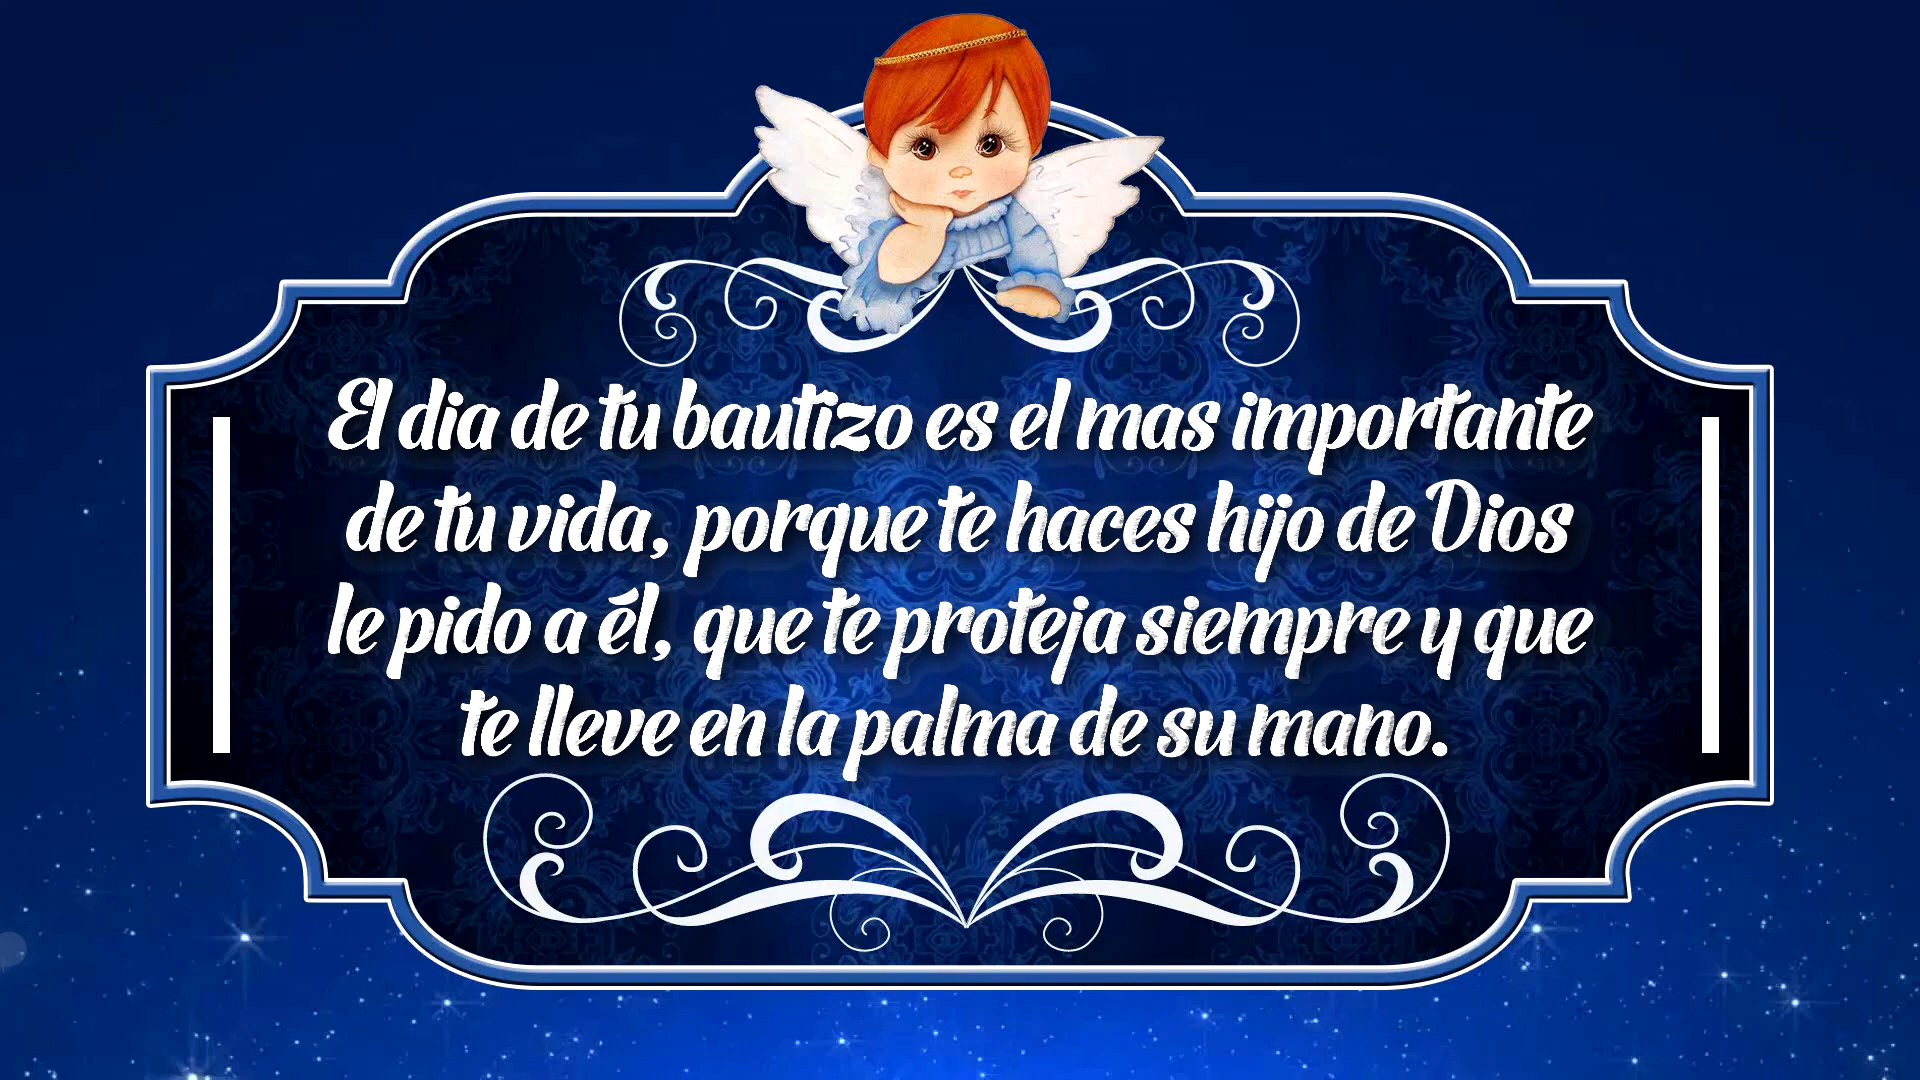 El dia de tu bautizo es el mas importante
de tu vida, porque te haces hijo de Dios
le pido a él, que te proteja siempre y que
te lleve en la palma de su mano.